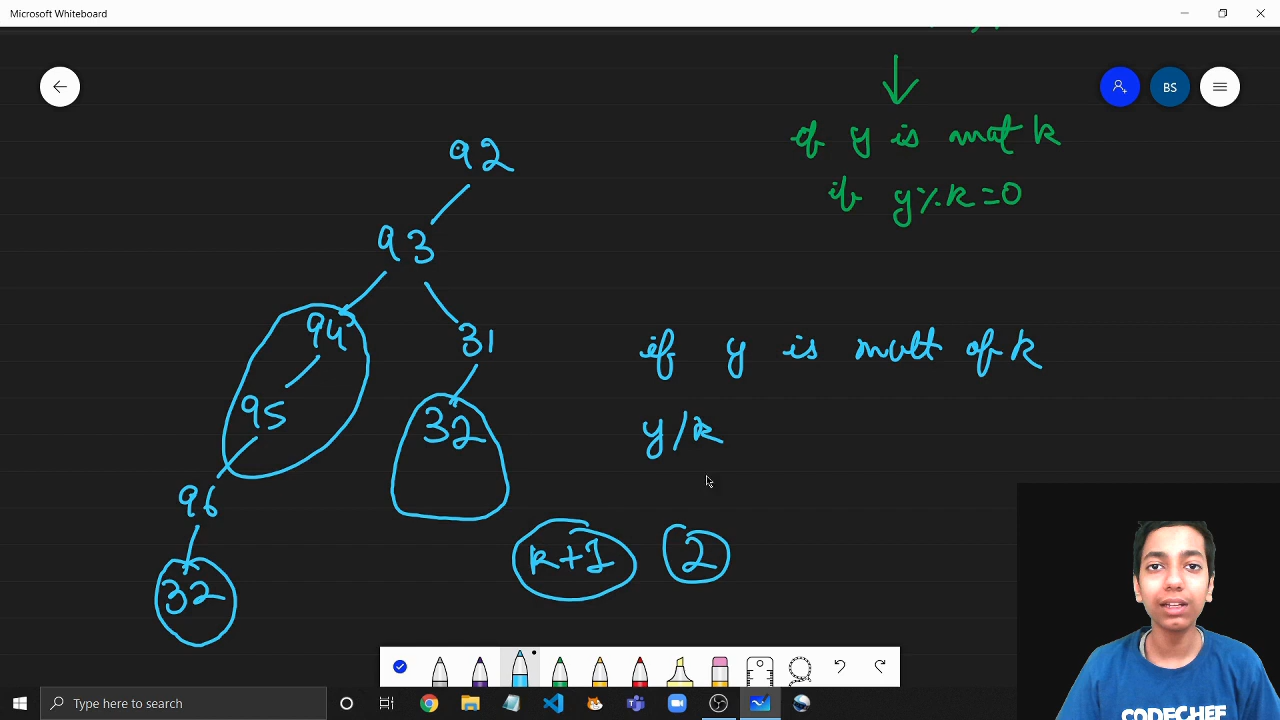 Microsoft Whiteboard
BS
if y is mult k
if y%k=0
92
93
94
31
95
32
96
32
if y is mult of k
y/k
k+1 2
Type here to search
CODECHEF